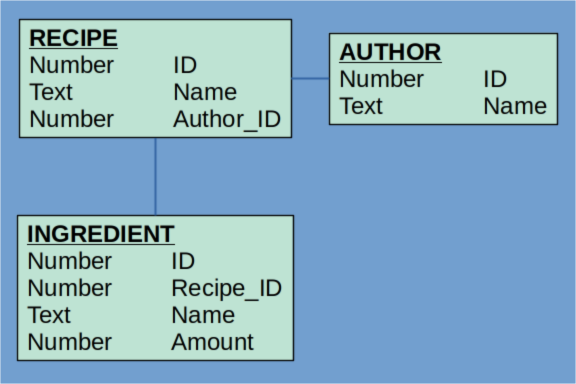 RECIPE
Number ID
Text Name
Number Author_ID
AUTHOR
Number ID
Text Name
INGREDIENT
Number ID
Number Recipe_ID
Text Name
Number Amount